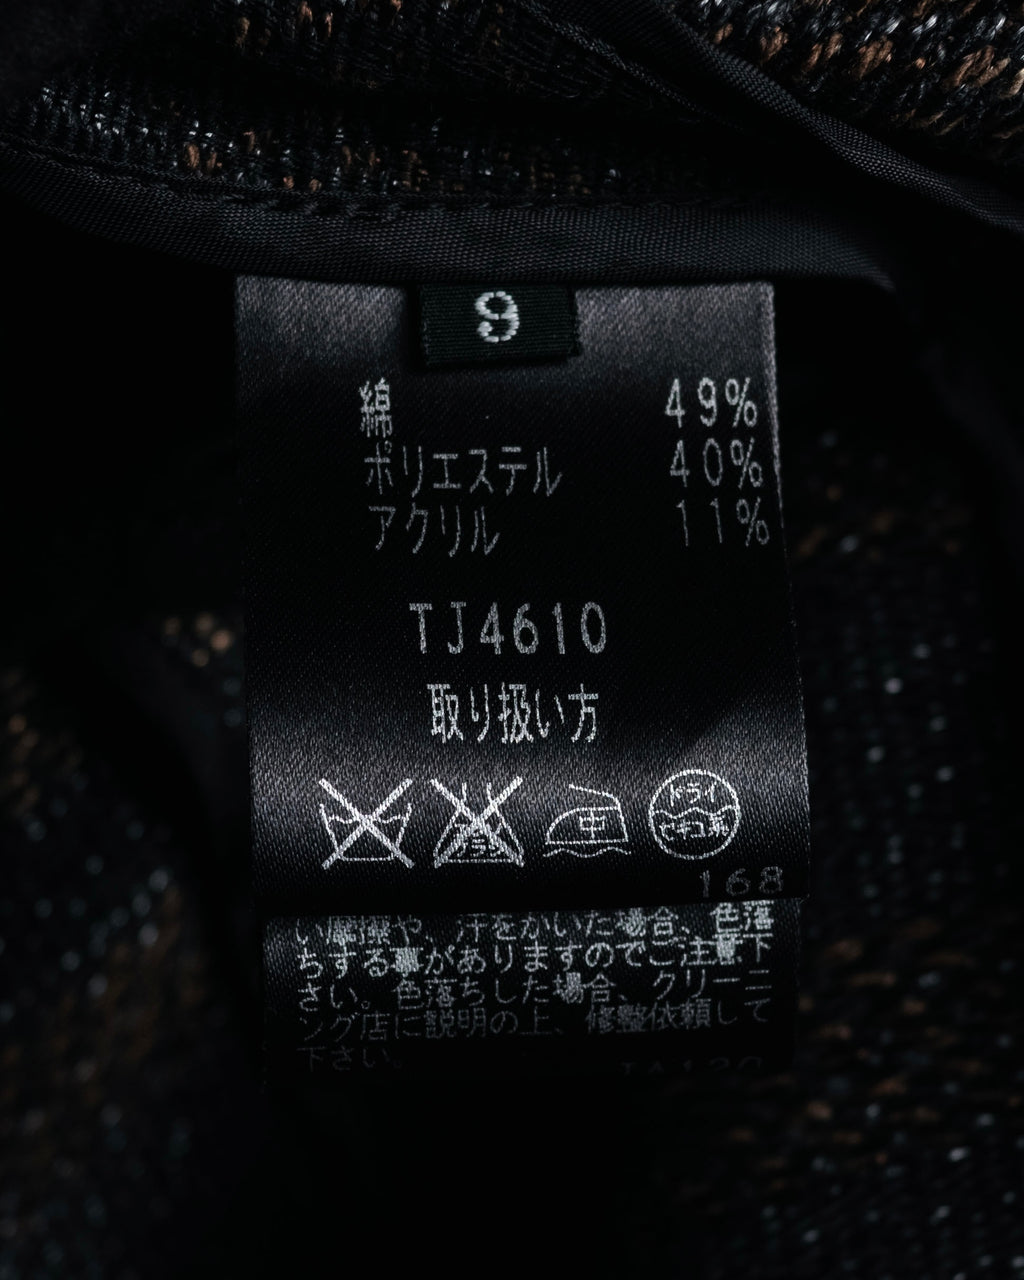 9
綿 49%
ポリエステル 40%
アクリル 11%
TJ4610
取り扱い方
中 ドライ
168
い摩擦や、汗をかいた場合、色落
ちする事がありますのでご注意下
さい。色落ちした場合、クリーニ
ング店に説明の上、修整依頼して
下さい。